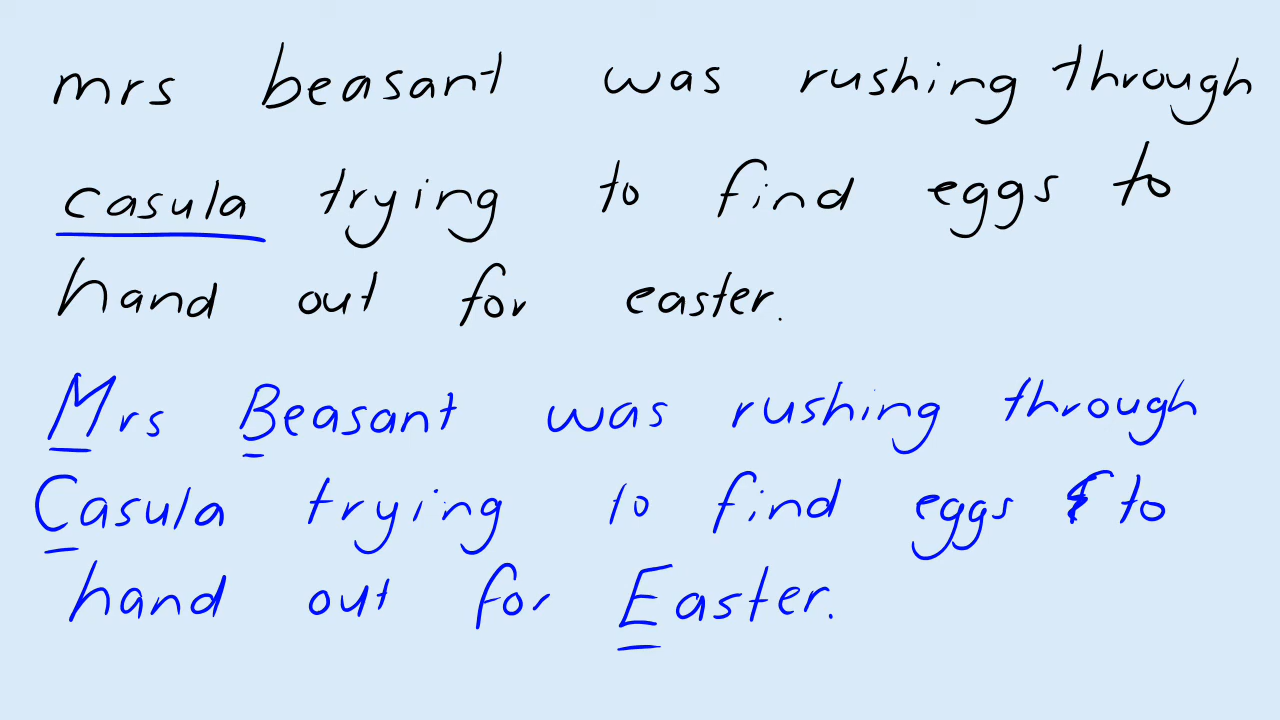 mrs beasant was rushing through
casula trying to find eggs to
hand out for easter.
Mrs Beasant was rushing through
Casula trying to find eggs to
hand out for Easter.